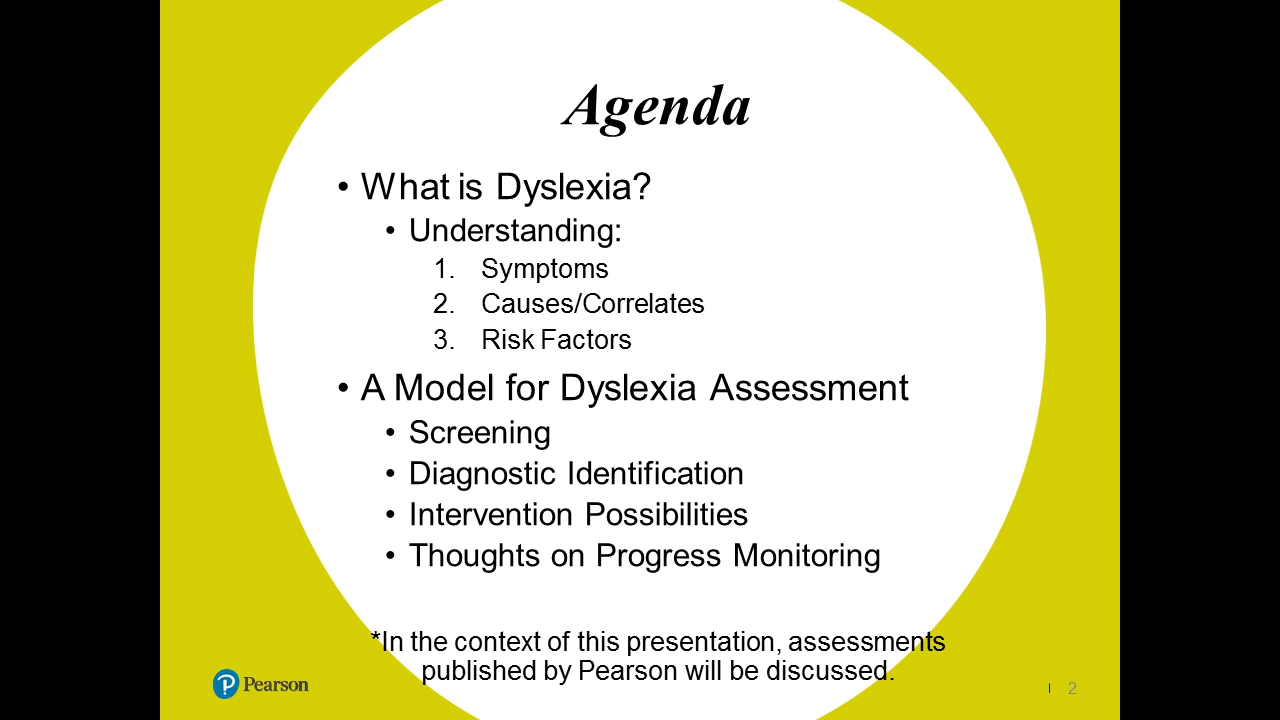 Agenda
• What is Dyslexia?
• Understanding:
1. Symptoms
2. Causes/Correlates
3. Risk Factors
• A Model for Dyslexia Assessment
• Screening
• Diagnostic Identification
• Intervention Possibilities
• Thoughts on Progress Monitoring
*In the context of this presentation, assessments
published by Pearson will be discussed.
P Pearson
| 2